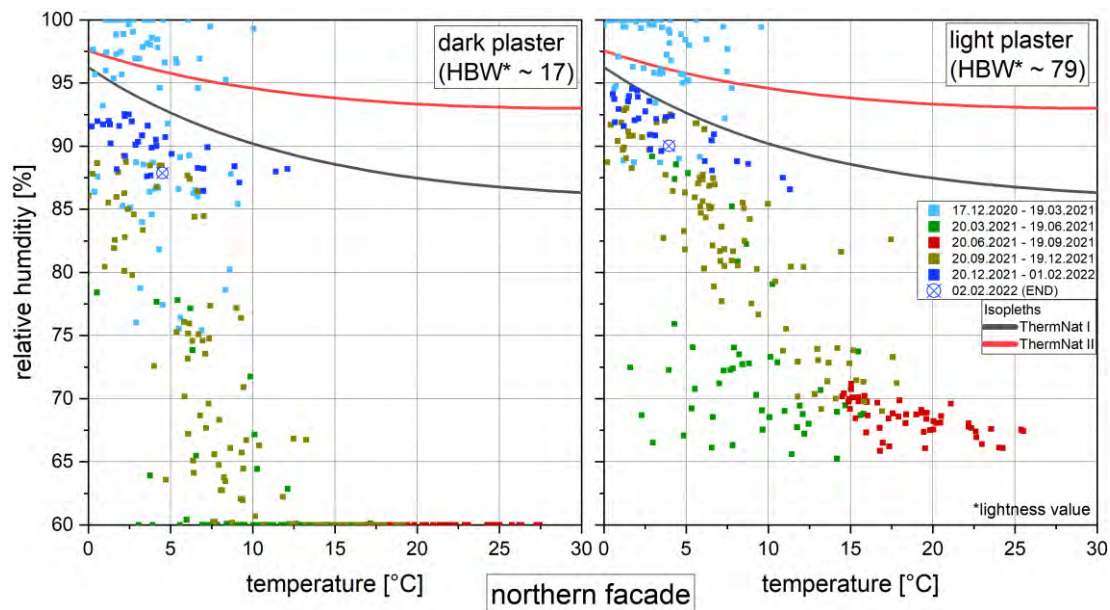 dark plaster
(HBW* ~ 17)
light plaster
(HBW* ~ 79)
relative humditiy [%]
100
95
90
85
80
75
70
65
60
0 5 10 15 20 25 30
0 5 10 15 20 25 30
temperature [°C]
temperature [°C]
northern facade
17.12.2020 - 19.03.2021
20.03.2021 - 19.06.2021
20.06.2021 - 19.09.2021
20.09.2021 - 19.12.2021
20.12.2021 - 01.02.2022
02.02.2022 (END)
Isopleths
ThermNat I
ThermNat II
*lightness value